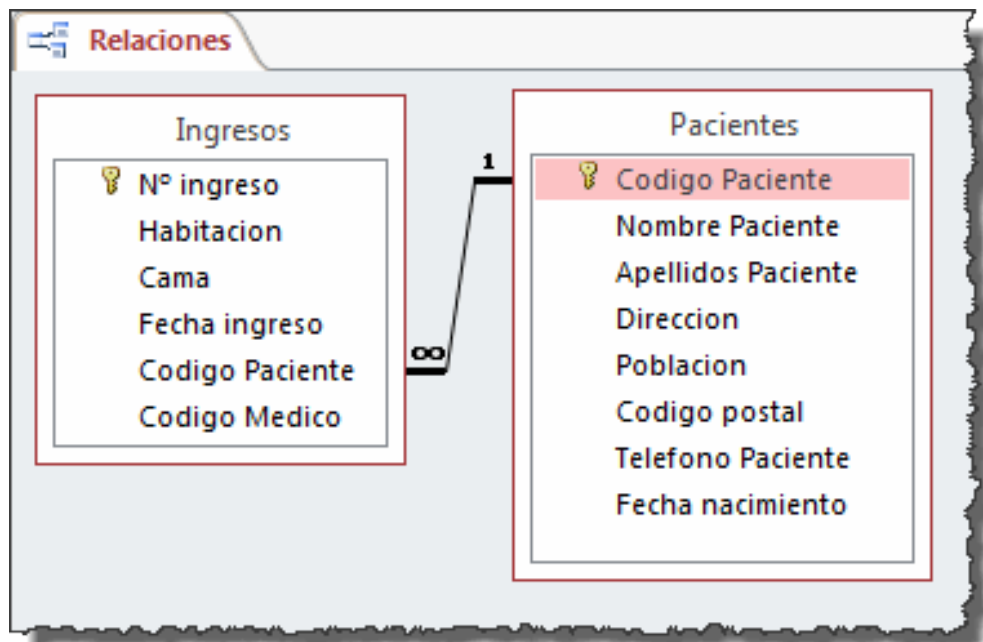 Relaciones
Ingresos
Nº ingreso
Habitacion
Cama
Fecha ingreso
Codigo Paciente
Codigo Medico
∞
1
Pacientes
Codigo Paciente
Nombre Paciente
Apellidos Paciente
Direccion
Poblacion
Codigo postal
Telefono Paciente
Fecha nacimiento